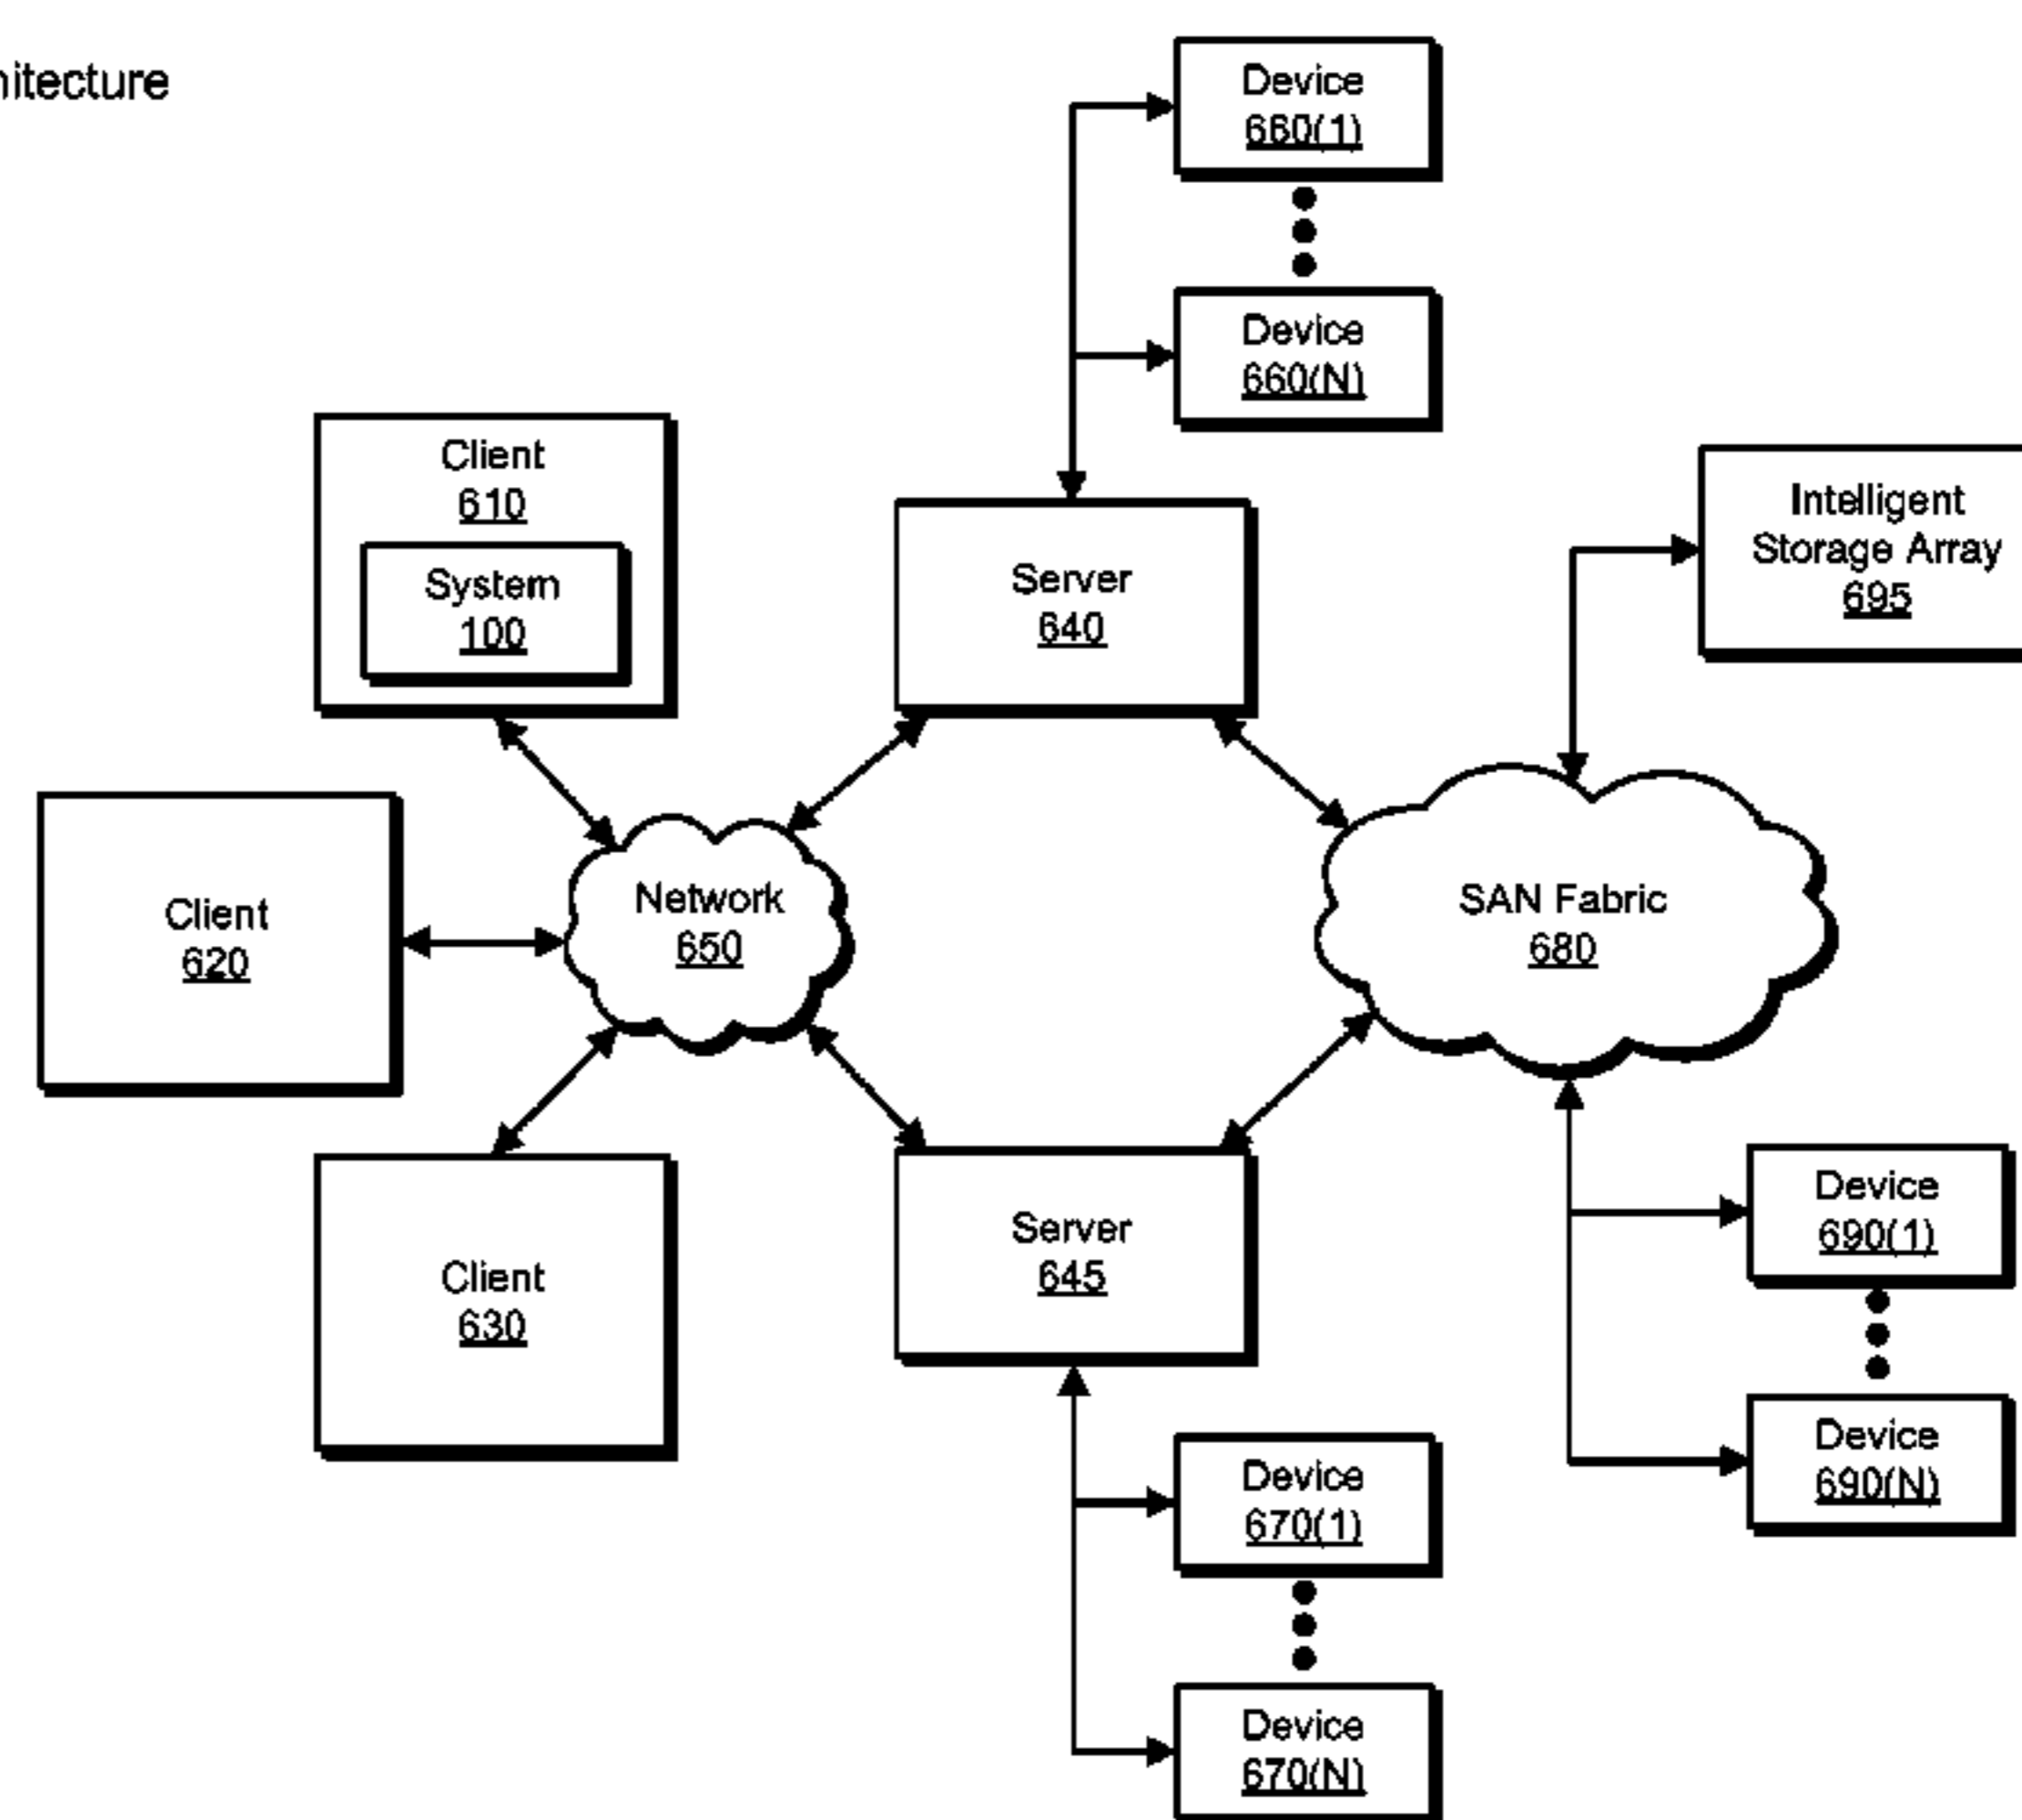 hitecture
Device
660(1)
Device
660(N)
Client
610
System
100
Server
640
Intelligent
Storage Array
695
Client
620
Network
650
SAN Fabric
680
Client
630
Server
645
Device
690(1)
Device
690(N)
Device
670(1)
Device
670(N)